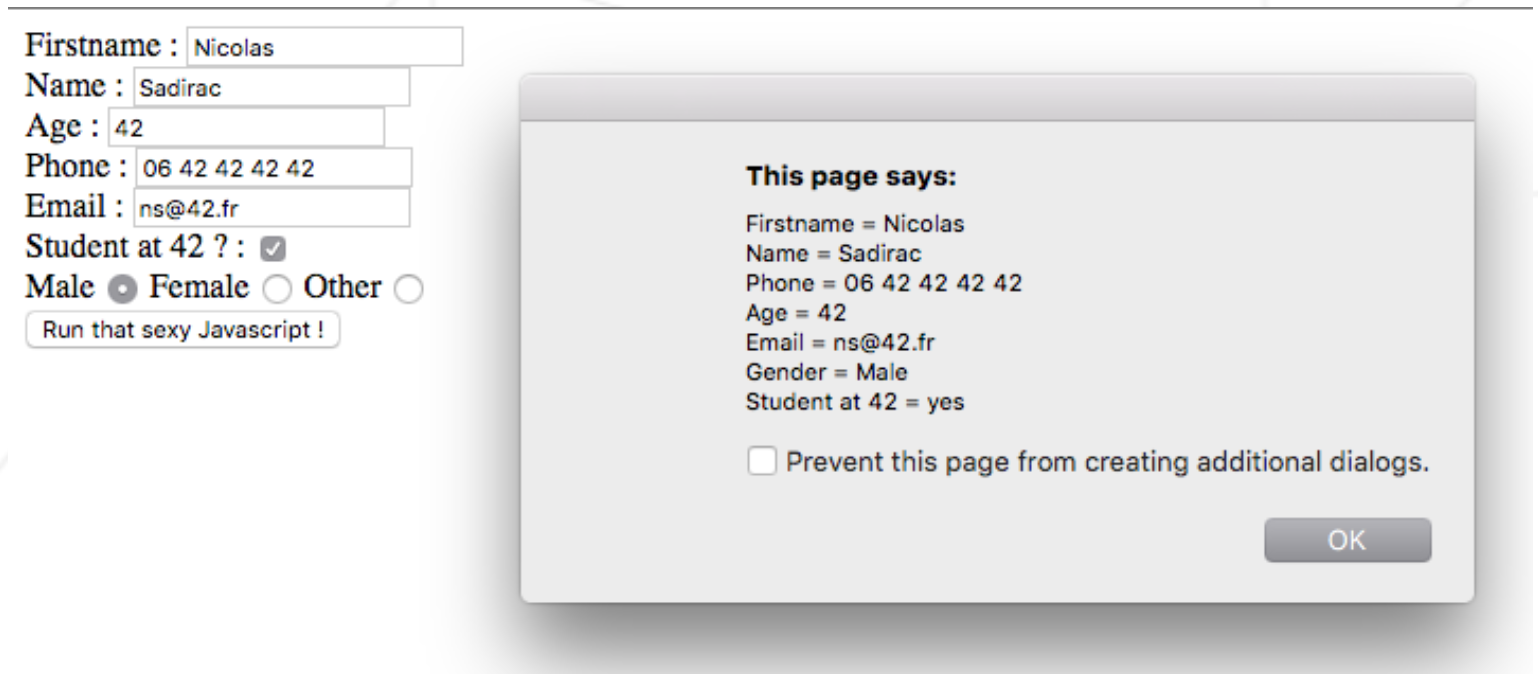 Firstname : Nicolas
Name : Sadirac
Age : 42
Phone : 06 42 42 42 42
Email : ns@42.fr
Student at 42 ? :
Male Female Other
Run that sexy Javascript !
This page says:
Firstname = Nicolas
Name = Sadirac
Phone = 06 42 42 42 42
Age = 42
Email = ns@42.fr
Gender = Male
Student at 42 = yes
Prevent this page from creating additional dialogs.
OK